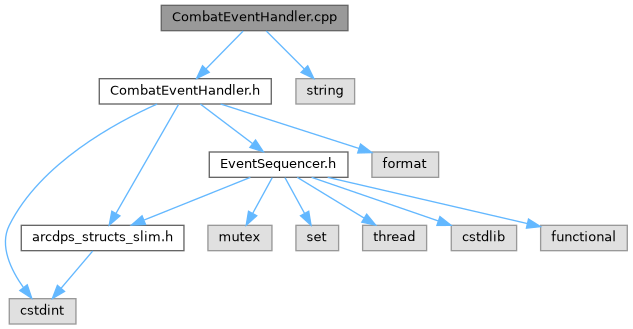 CombatEventHandler.cpp
CombatEventHandler.h
string
EventSequencer.h
format
arcdps_structs_slim.h
mutex
set
thread
cstdlib
functional
cstdint